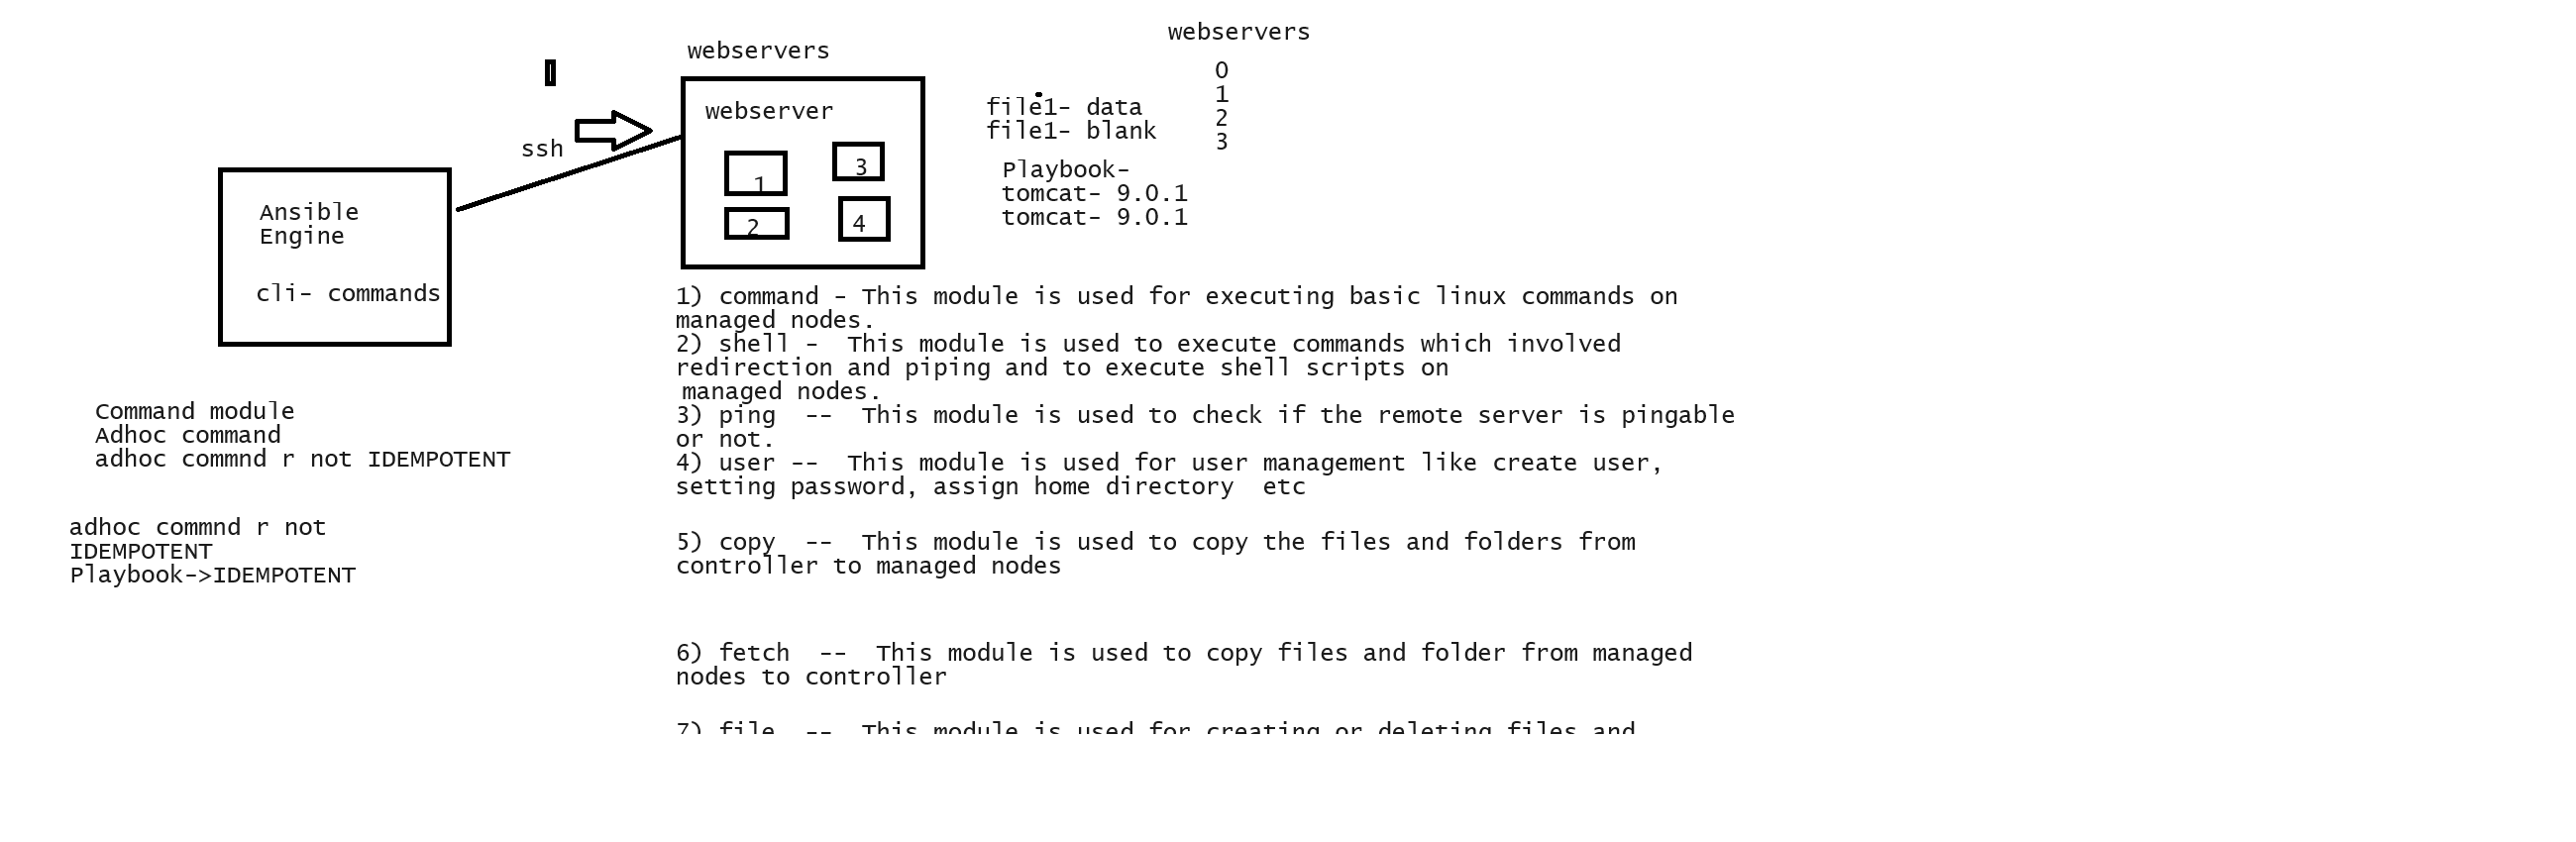 webservers
webservers
0
1
2
3
webserver
1
2
3
4
file1- data
file1- blank
Playbook-
tomcat- 9.0.1
tomcat- 9.0.1
ssh
Ansible
Engine
cli- commands
Command module
Adhoc command
adhoc commnd r not IDEMPOTENT
adhoc commnd r not
IDEMPOTENT
Playbook->IDEMPOTENT
1) command - This module is used for executing basic linux commands on
managed nodes.
2) shell -  This module is used to execute commands which involved
redirection and piping and to execute shell scripts on
managed nodes.
3) ping  --  This module is used to check if the remote server is pingable
or not.
4) user --  This module is used for user management like create user,
setting password, assign home directory  etc
5) copy  --  This module is used to copy the files and folders from
controller to managed nodes
6) fetch  --  This module is used to copy files and folder from managed
nodes to controller
7) file  --  This module is used for creating or deleting files and